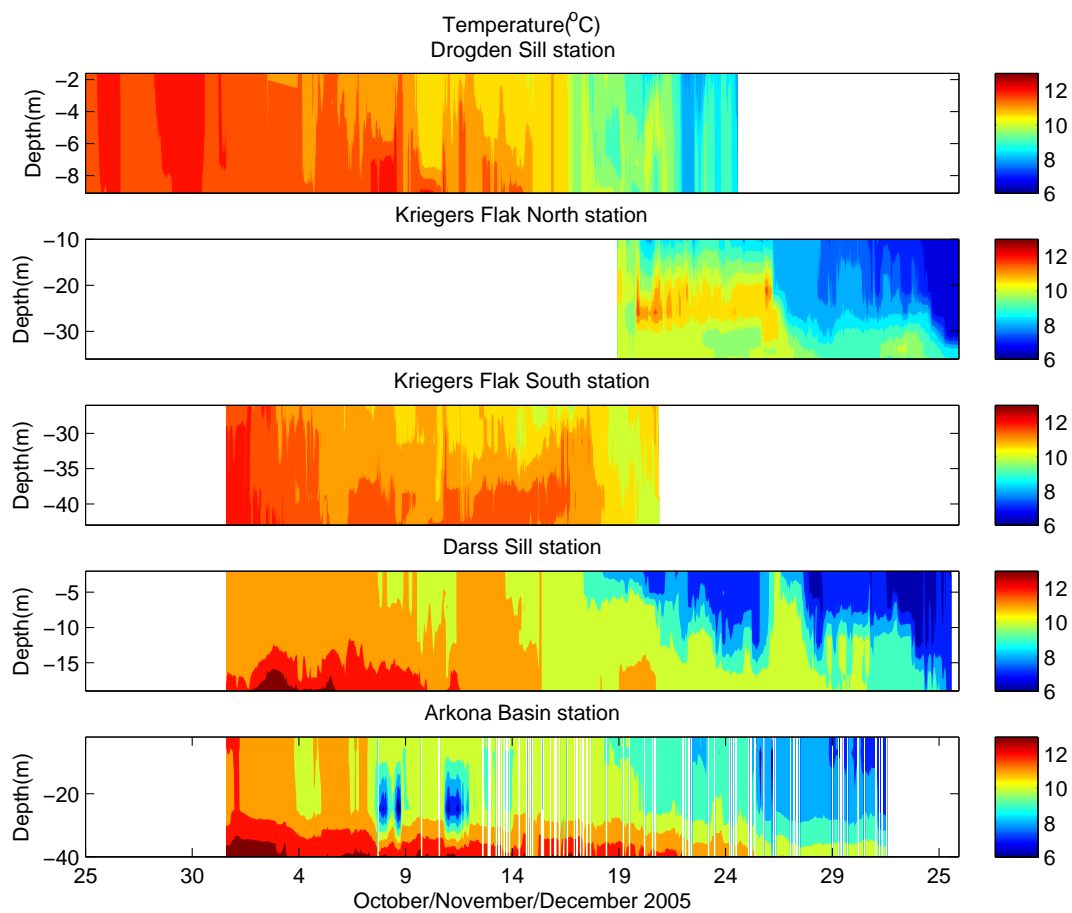 Temperature(°C)
Drogden Sill station
Depth(m)
−2
−4
−6
−8
12
10
8
6
Kriegers Flak North station
Depth(m)
−10
−20
−30
12
10
8
6
Kriegers Flak South station
Depth(m)
−30
−35
−40
12
10
8
6
Darss Sill station
Depth(m)
−5
−10
−15
12
10
8
6
Arkona Basin station
Depth(m)
−20
−40
12
10
8
6
25 30 4 9 14 19 24 29 25
October/November/December 2005